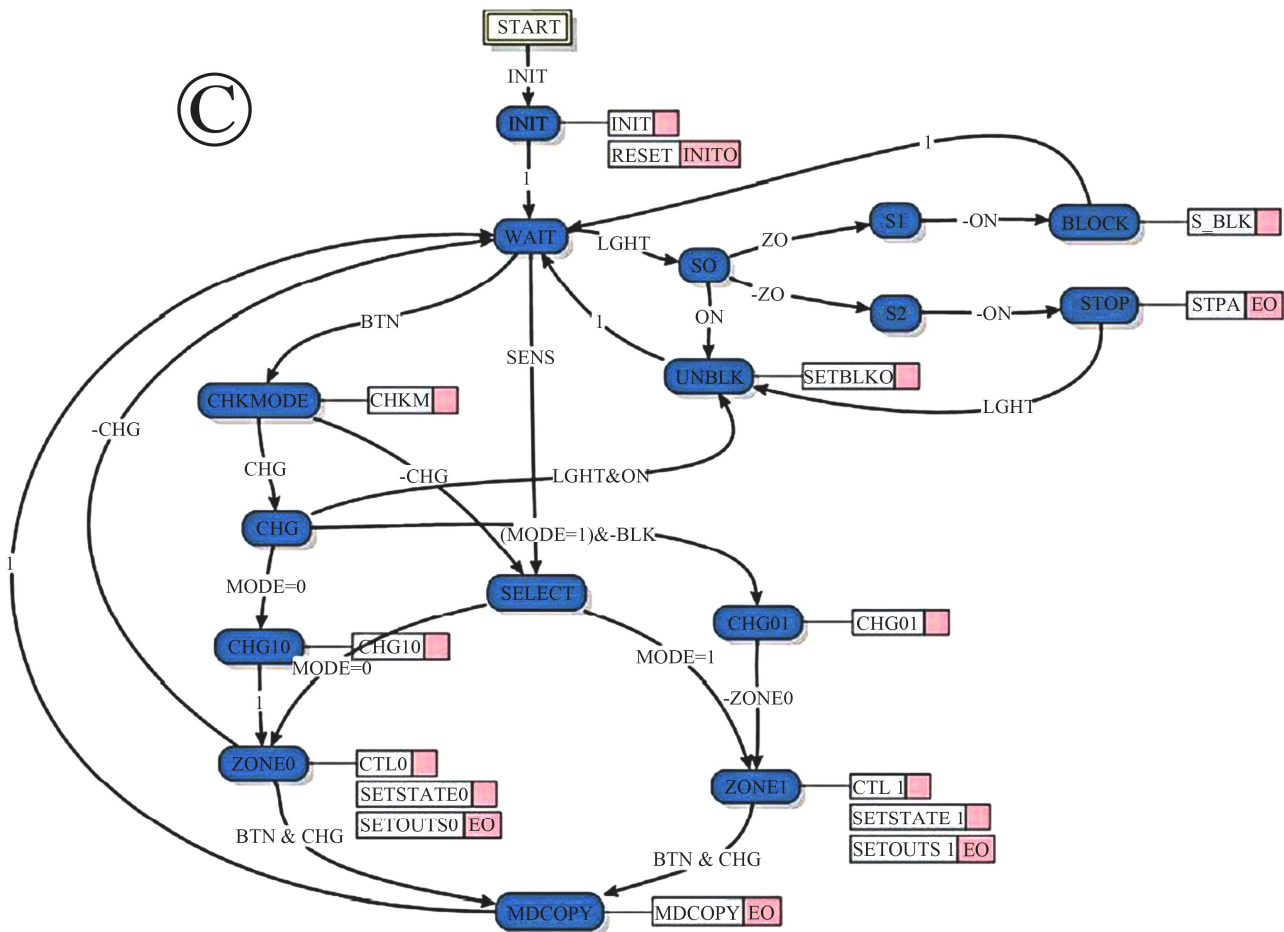 START
©
INIT
INIT
INIT
RESET INITO
1
1
WAIT
LGHT
SO
ZO
-ZO
S1
-ON
BLOCK
S_BLK
S2
-ON
STOP
STPA EO
ON
BTN
SENS
1
UNBLK
SETBLKO
LGHT
CHKMODE
CHKM
-CHG
CHG
-CHG
LGHT&ON
CHG
(MODE=1)&-BLK
1
MODE=0
SELECT
CHG10
CHG10
MODE=0
MODE=1
CHG01
CHG01
1
-ZONE0
ZONE0
CTL0
SETSTATE0
SETOUTS0 EO
ZONE1
CTL 1
SETSTATE 1
SETOUTS 1 EO
BTN & CHG
BTN & CHG
MDCOPY
MDCOPY EO